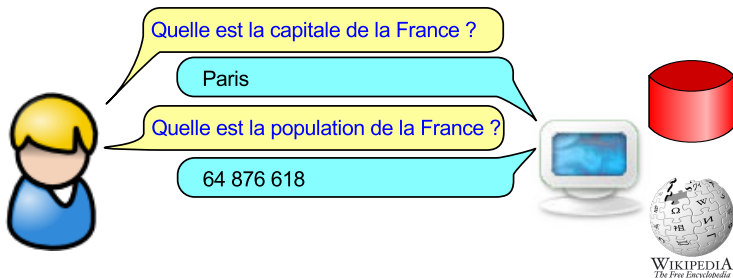 Quelle est la capitale de la France ?
Paris
Quelle est la population de la France ?
64 876 618
WIKIPEDIA
The Free Encyclopedia